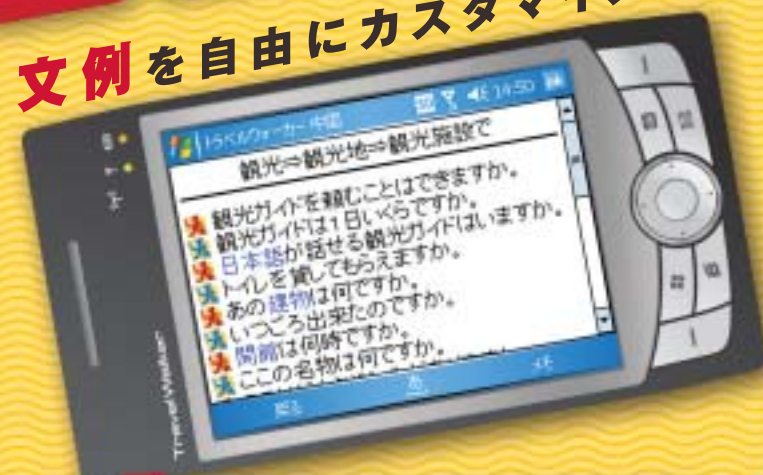 文例を自由にカスタマイ
トラベルウォーカー 中国
14:50
観光⇒観光地⇒観光施設で
観光ガイドを頼むことはできますか。
観光ガイドは1日いくらですか。
日本語が話せる観光ガイドはいますか。
トイレを貸してもらえますか。
あの建物は何ですか。
いつごろ出来たのですか。
開館は何時ですか。
ここの名物は何ですか。
戻る
あ
メモ